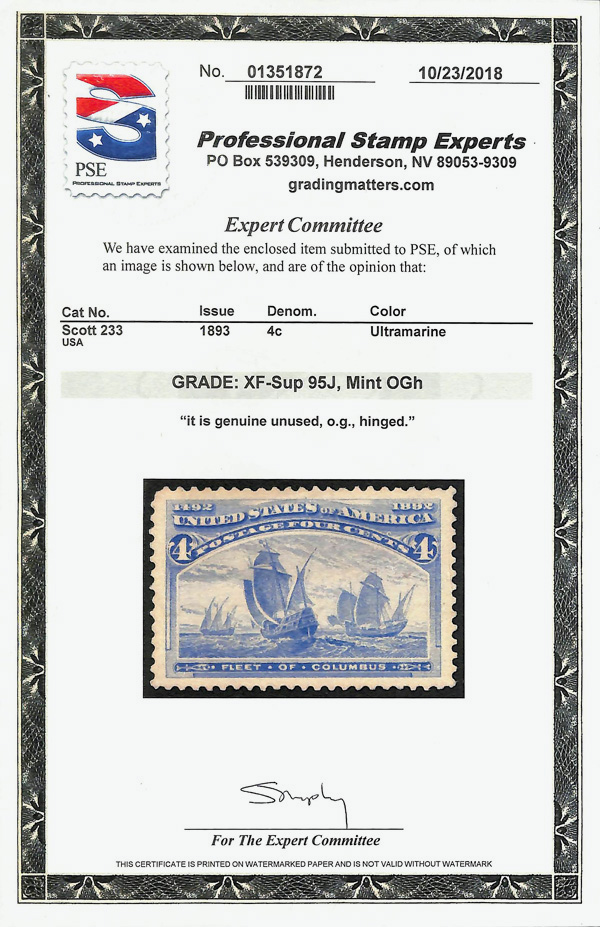 No. 01351872 10/23/2018
PSE
PROFESSIONAL STAMP EXPERTS
Professional Stamp Experts
PO Box 539309, Henderson, NV 89053-9309
gradingmatters.com
Expert Committee
We have examined the enclosed item submitted to PSE, of which
an image is shown below, and are of the opinion that:
Cat No. Issue Denom. Color
Scott 233 1893 4c Ultramarine
USA
GRADE: XF-Sup 95J, Mint OGh
“it is genuine unused, o.g., hinged.”
1492 1892
UNITED STATES OF AMERICA
POSTAGE FOUR CENTS
4 4
FLEET · OF · COLUMBUS
For The Expert Committee
THIS CERTIFICATE IS PRINTED ON WATERMARKED PAPER AND IS NOT VALID WITHOUT WATERMARK